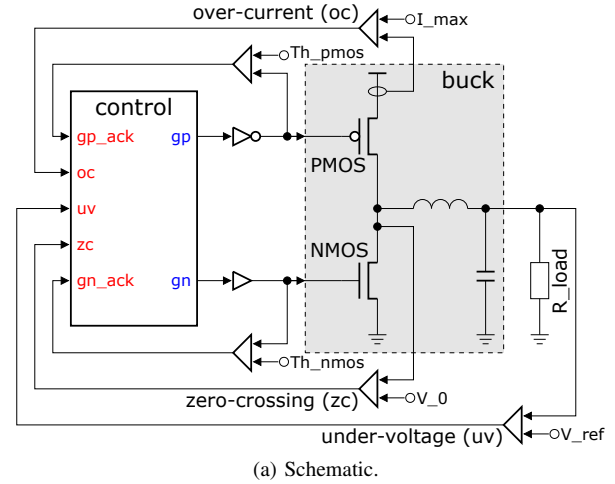 over-current (oc)
I_max
Th_pmos
buck
control
gp_ack
gp
PMOS
oc
uv
zc
NMOS
gn_ack
gn
R_load
Th_nmos
zero-crossing (zc)
V_0
under-voltage (uv)
V_ref
(a) Schematic.